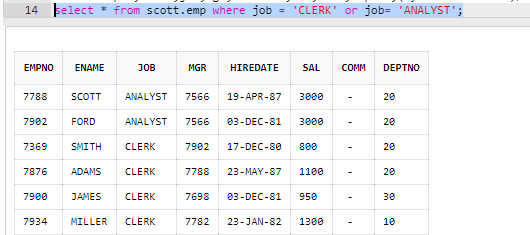 14 select * from scott.emp where job = 'CLERK' or job= 'ANALYST';
EMPNO ENAME JOB MGR HIREDATE SAL COMM DEPTNO
7788 SCOTT ANALYST 7566 19-APR-87 3000 - 20
7902 FORD ANALYST 7566 03-DEC-81 3000 - 20
7369 SMITH CLERK 7902 17-DEC-80 800 - 20
7876 ADAMS CLERK 7788 23-MAY-87 1100 - 20
7900 JAMES CLERK 7698 03-DEC-81 950 - 30
7934 MILLER CLERK 7782 23-JAN-82 1300 - 10